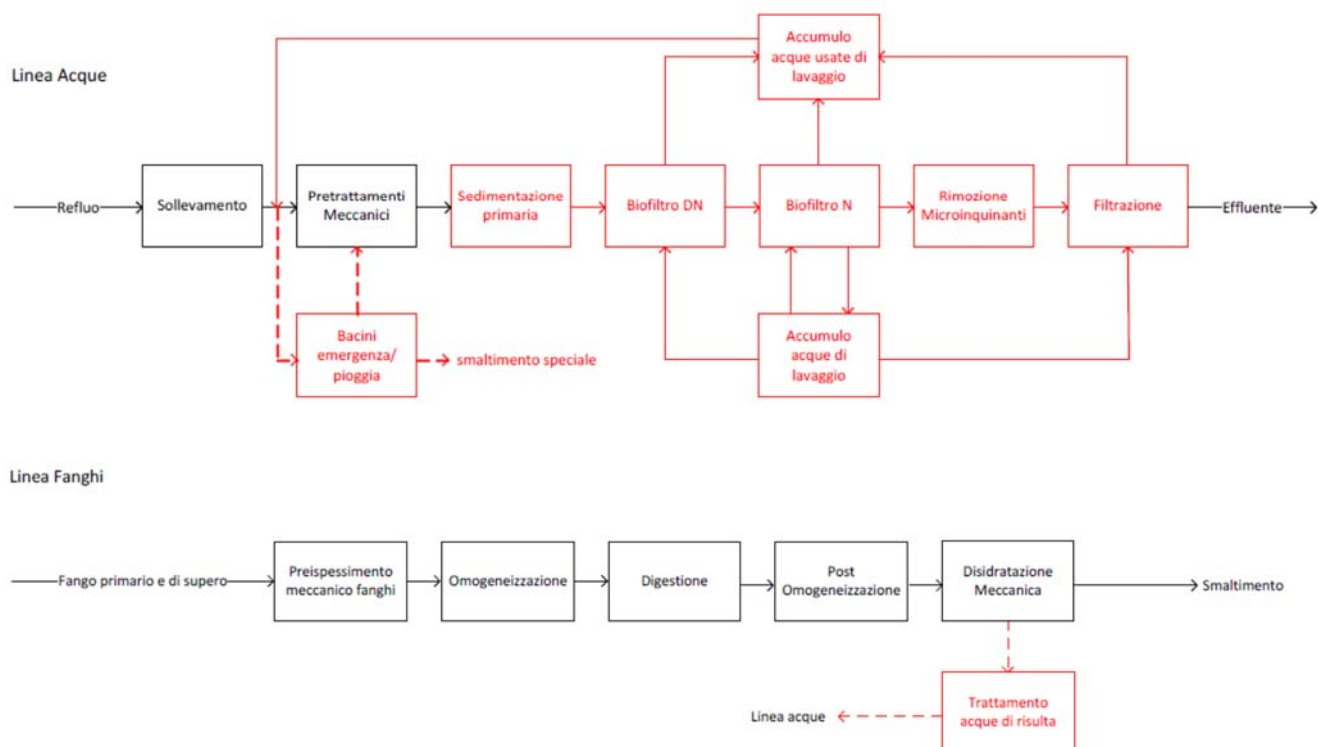 Accumulo
acque usate di
lavaggio
Linea Acque
Refluo
Sollevamento
Pretrattamenti
Meccanici
Sedimentazione
primaria
Biofiltro DN
Biofiltro N
Rimozione
Microinquinanti
Filtrazione
Effluente
Bacini
emergenza/
pioggia
smaltimento speciale
Accumulo
acque di
lavaggio
Linea Fanghi
Fango primario e di supero
Preispessimento
meccanico fanghi
Omogeneizzazione
Digestione
Post
Omogeneizzazione
Disidratazione
Meccanica
Smaltimento
Linea acque
Trattamento
acque di risulta